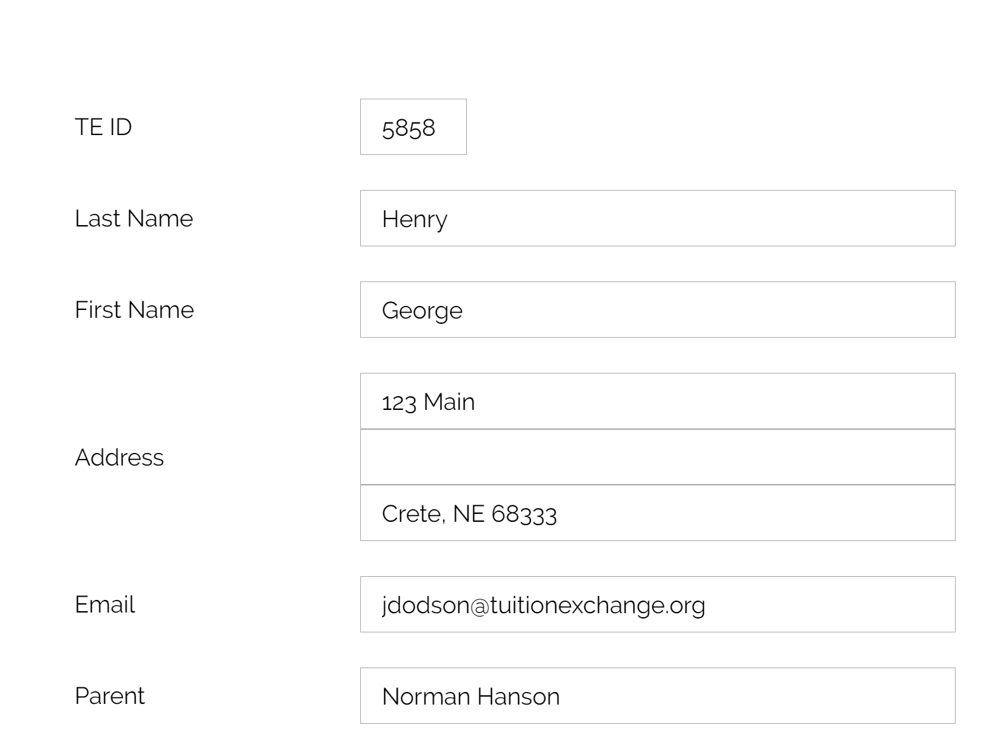 TE ID 5858
Last Name Henry
First Name George
123 Main
Address
Crete, NE 68333
Email jdodson@tuitionexchange.org
Parent Norman Hanson